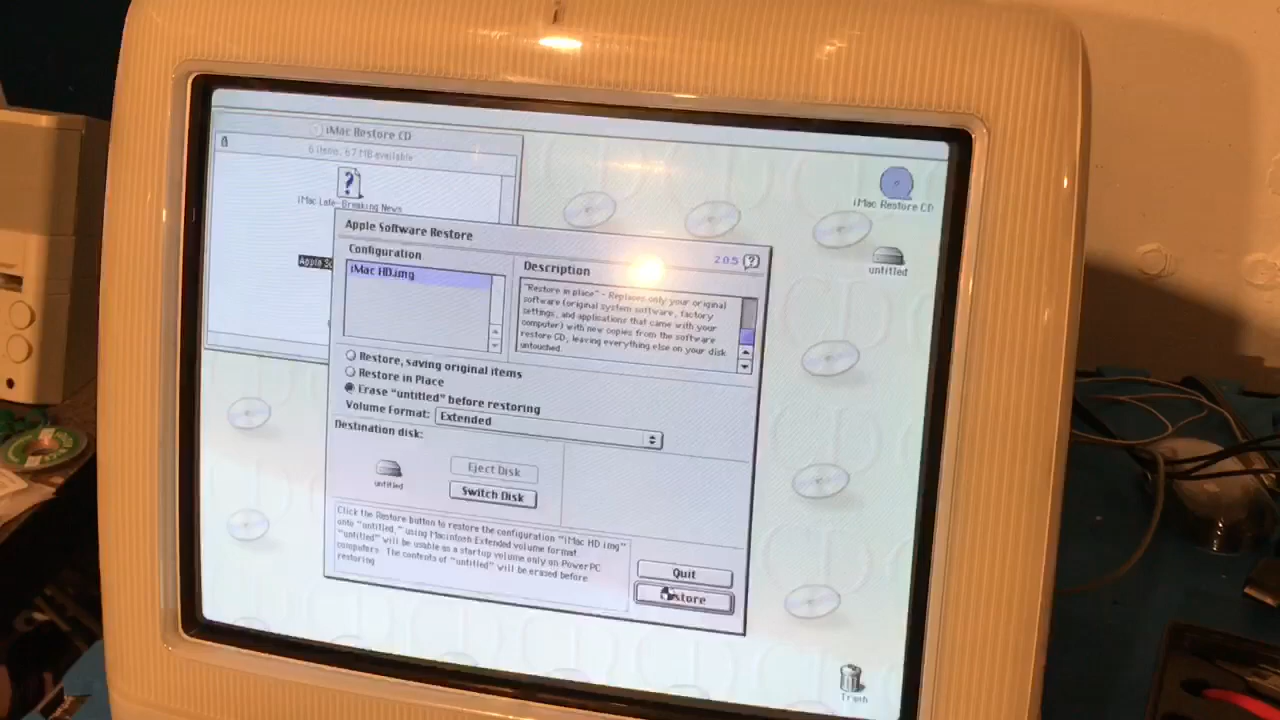 iMac Restore CD
6 items, 67 MB available
iMac Late-Breaking News
iMac Restore CD
untitled
Apple
Apple Software Restore
2.0.5
Configuration
iMac HD.img
Description
"Restore in place" - Replaces only your original
software (original system software, factory
settings, and applications that came with your
computer) with new copies from the software
restore CD, leaving everything else on your disk
untouched.
Restore, saving original items
Restore in Place
Erase "untitled" before restoring
Volume Format:
Extended
Destination disk:
untitled
Eject Disk
Switch Disk
Click the Restore button to restore the configuration "iMac HD.img"
onto "untitled," using Macintosh Extended volume format.
"untitled" will be usable as a startup volume only on PowerPC
computers. The contents of "untitled" will be erased before
restoring
Quit
Restore
Trash